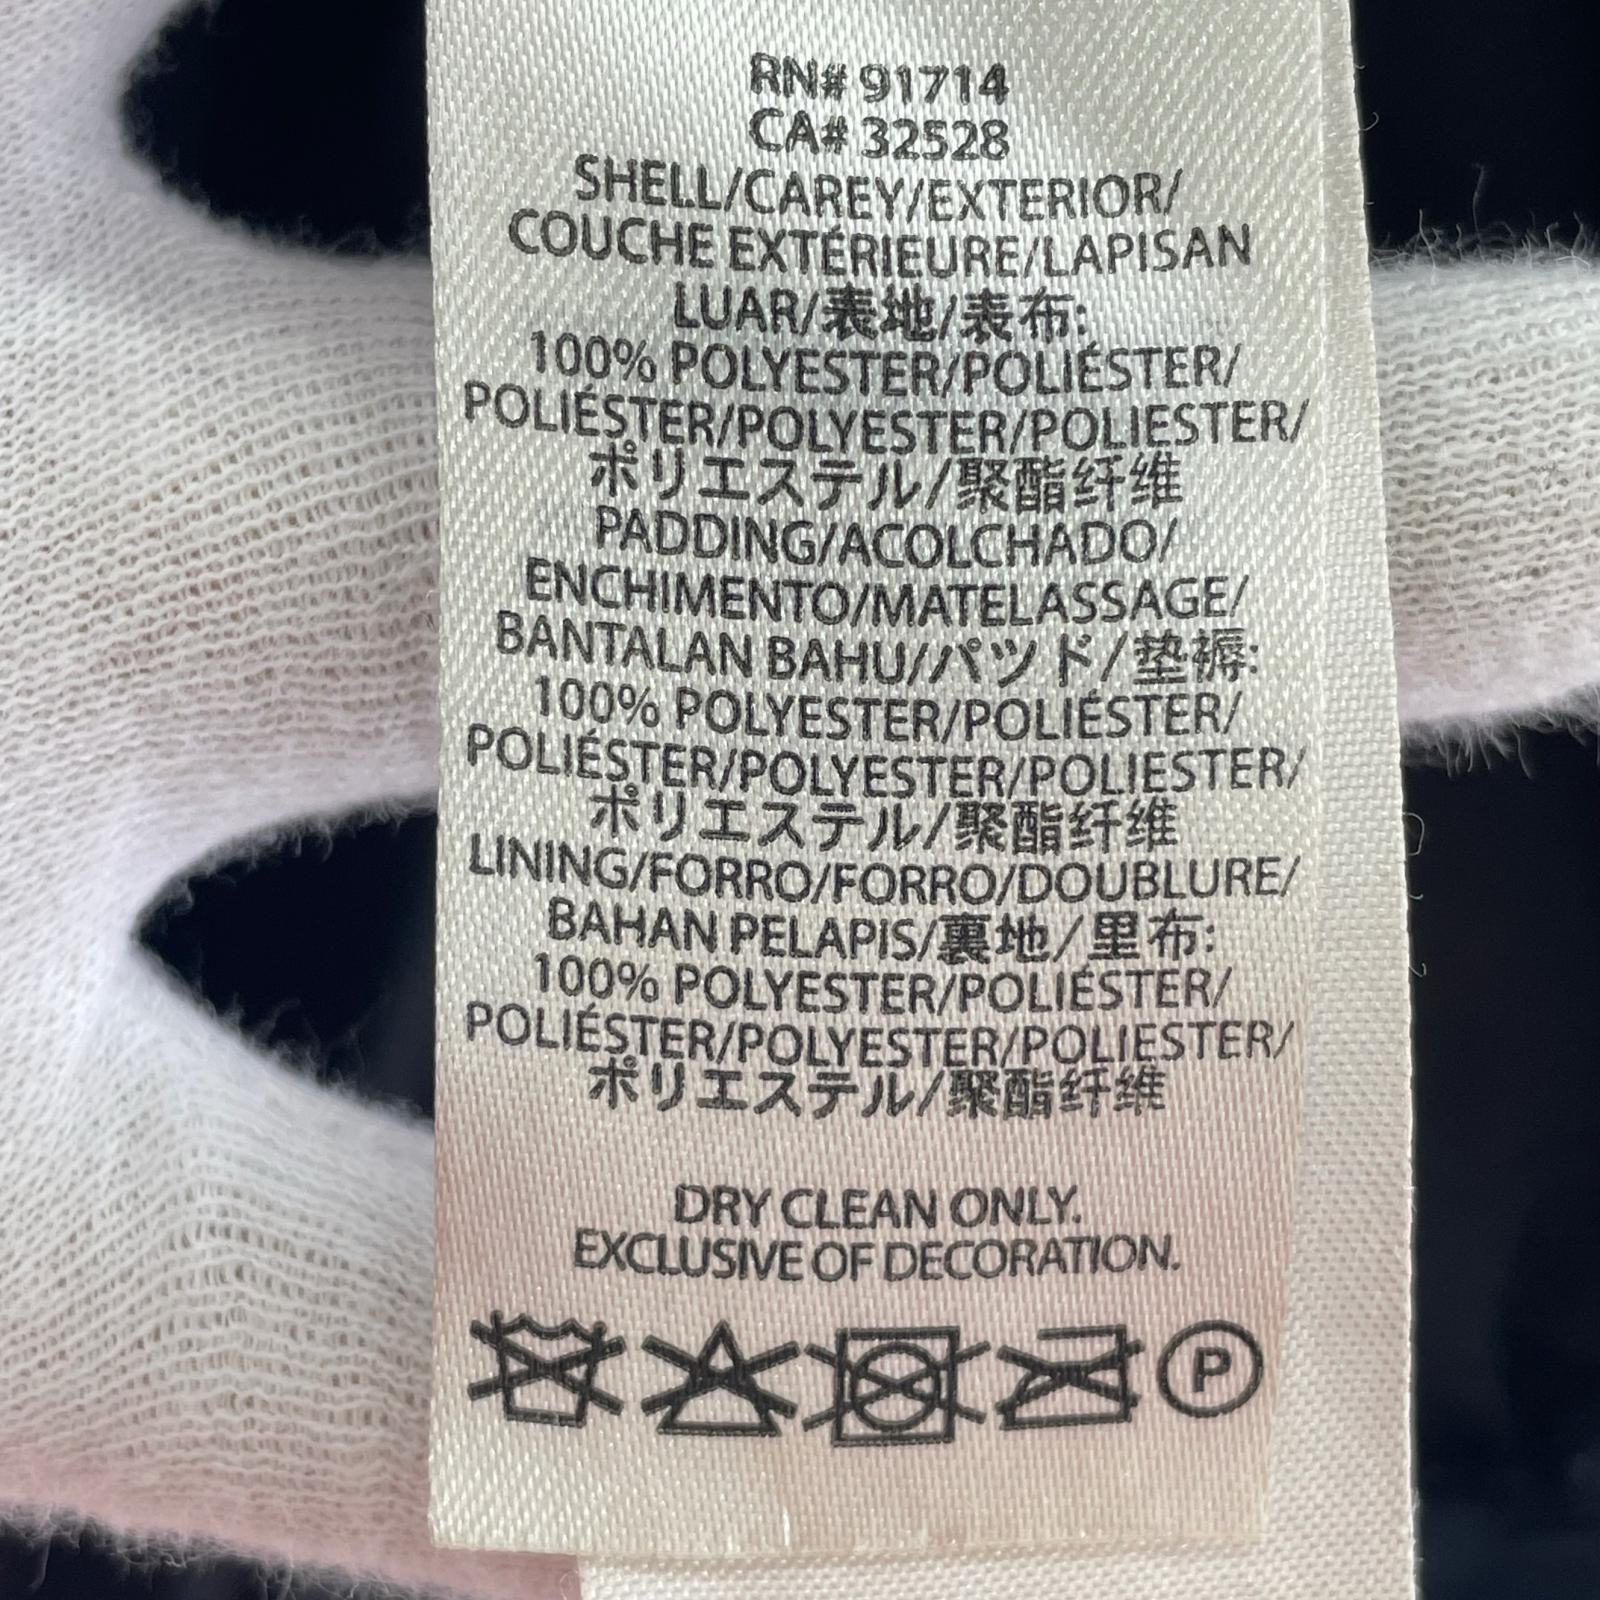 RN# 91714
CA# 32528
SHELL/CAREY/EXTERIOR/
COUCHE EXTÉRIEURE/LAPISAN
LUAR/表地/表布:
100% POLYESTER/POLIÉSTER/
POLIÉSTER/POLYESTER/POLIESTER/
ポリエステル/聚酯纤维
PADDING/ACOLCHADO/
ENCHIMENTO/MATELASSAGE/
BANTALAN BAHU//パツド/垫褥:
100% POLYESTER/POLIÉSTER/
POLIÉSTER/POLYESTER/POLIESTER/
ポリエステル/聚酯纤维
LINING/FORRO/FORRO/DOUBLURE/
BAHAN PELAPIS/裏地/里布:
100% POLYESTER/POLIÉSTER/
POLIÉSTER/POLYESTER/POLIESTER/
ポリエステル/聚酯纤维
DRY CLEAN ONLY.
EXCLUSIVE OF DECORATION.
P